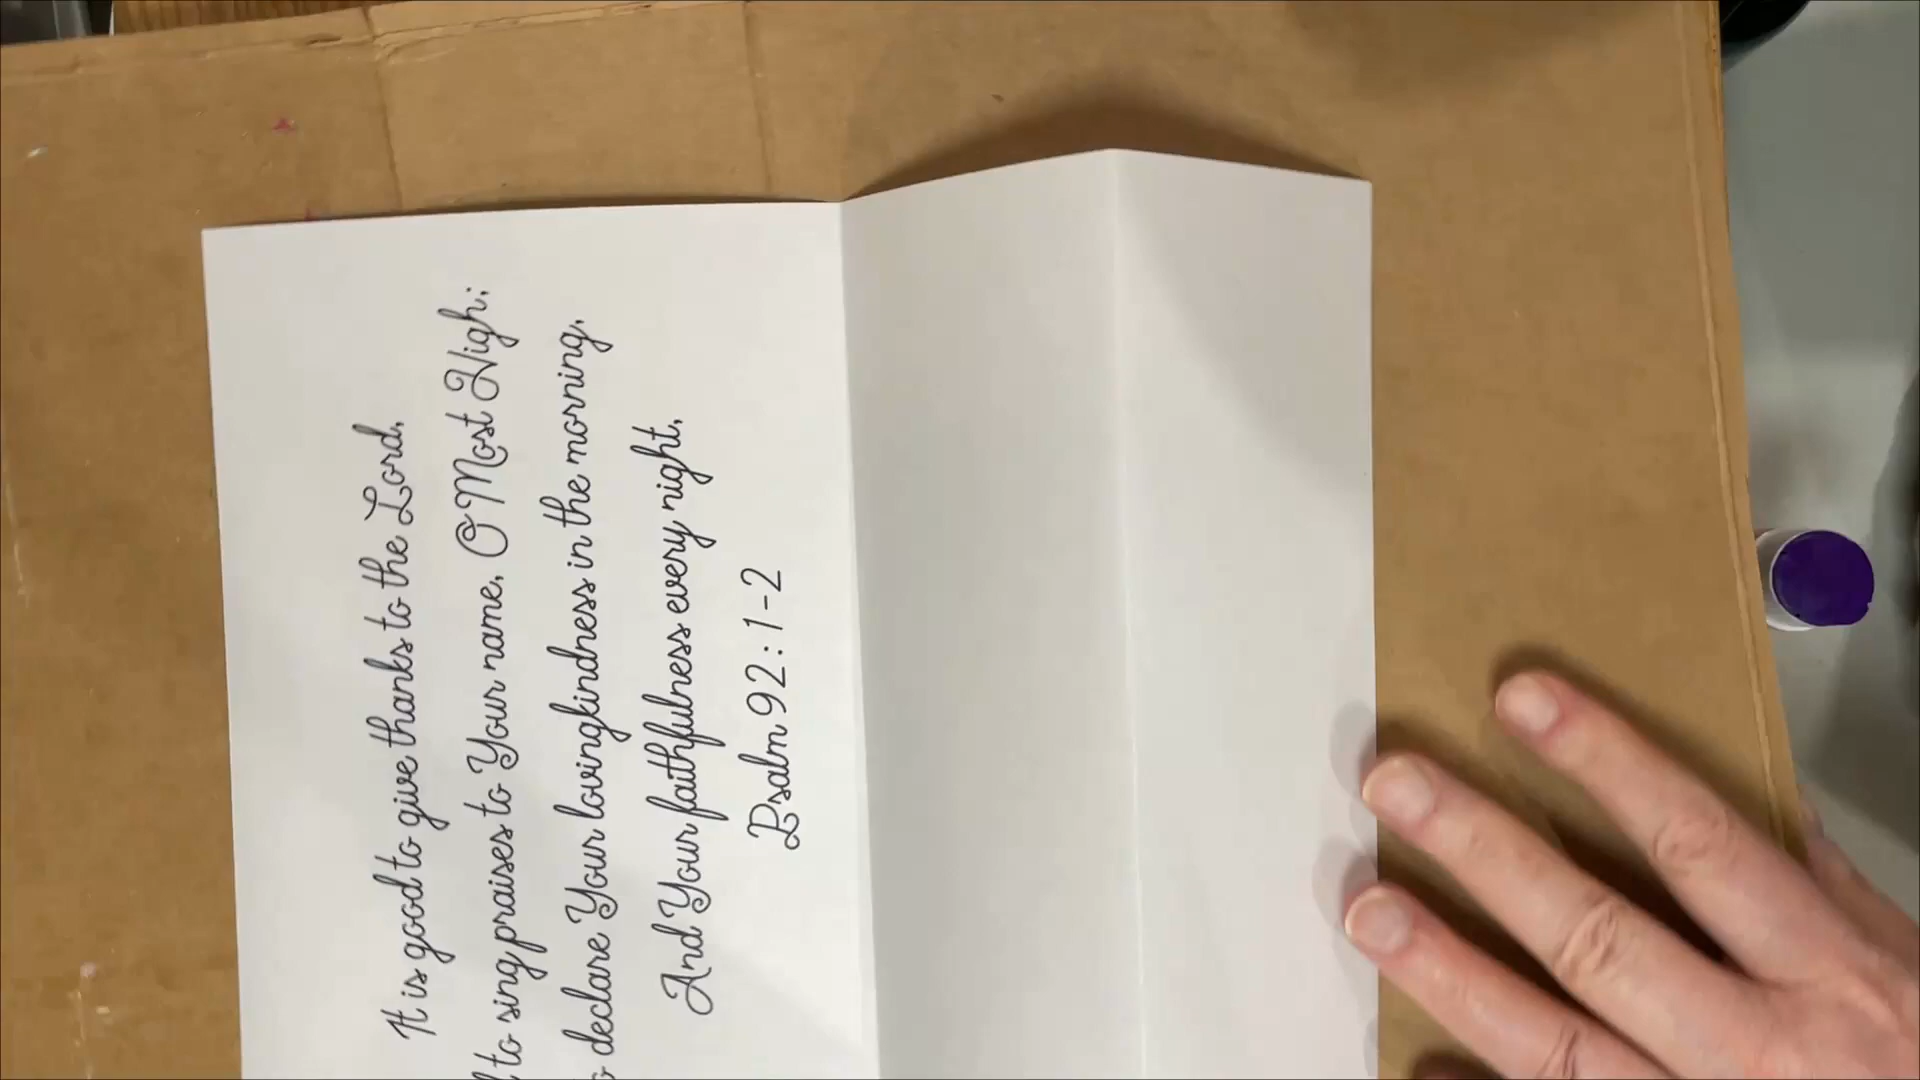 It is good to give thanks to the Lord,
to sing praises to Your name, O Most High;
declare Your lovingkindness in the morning,
And Your faithfulness every night,
Psalm 92:1-2